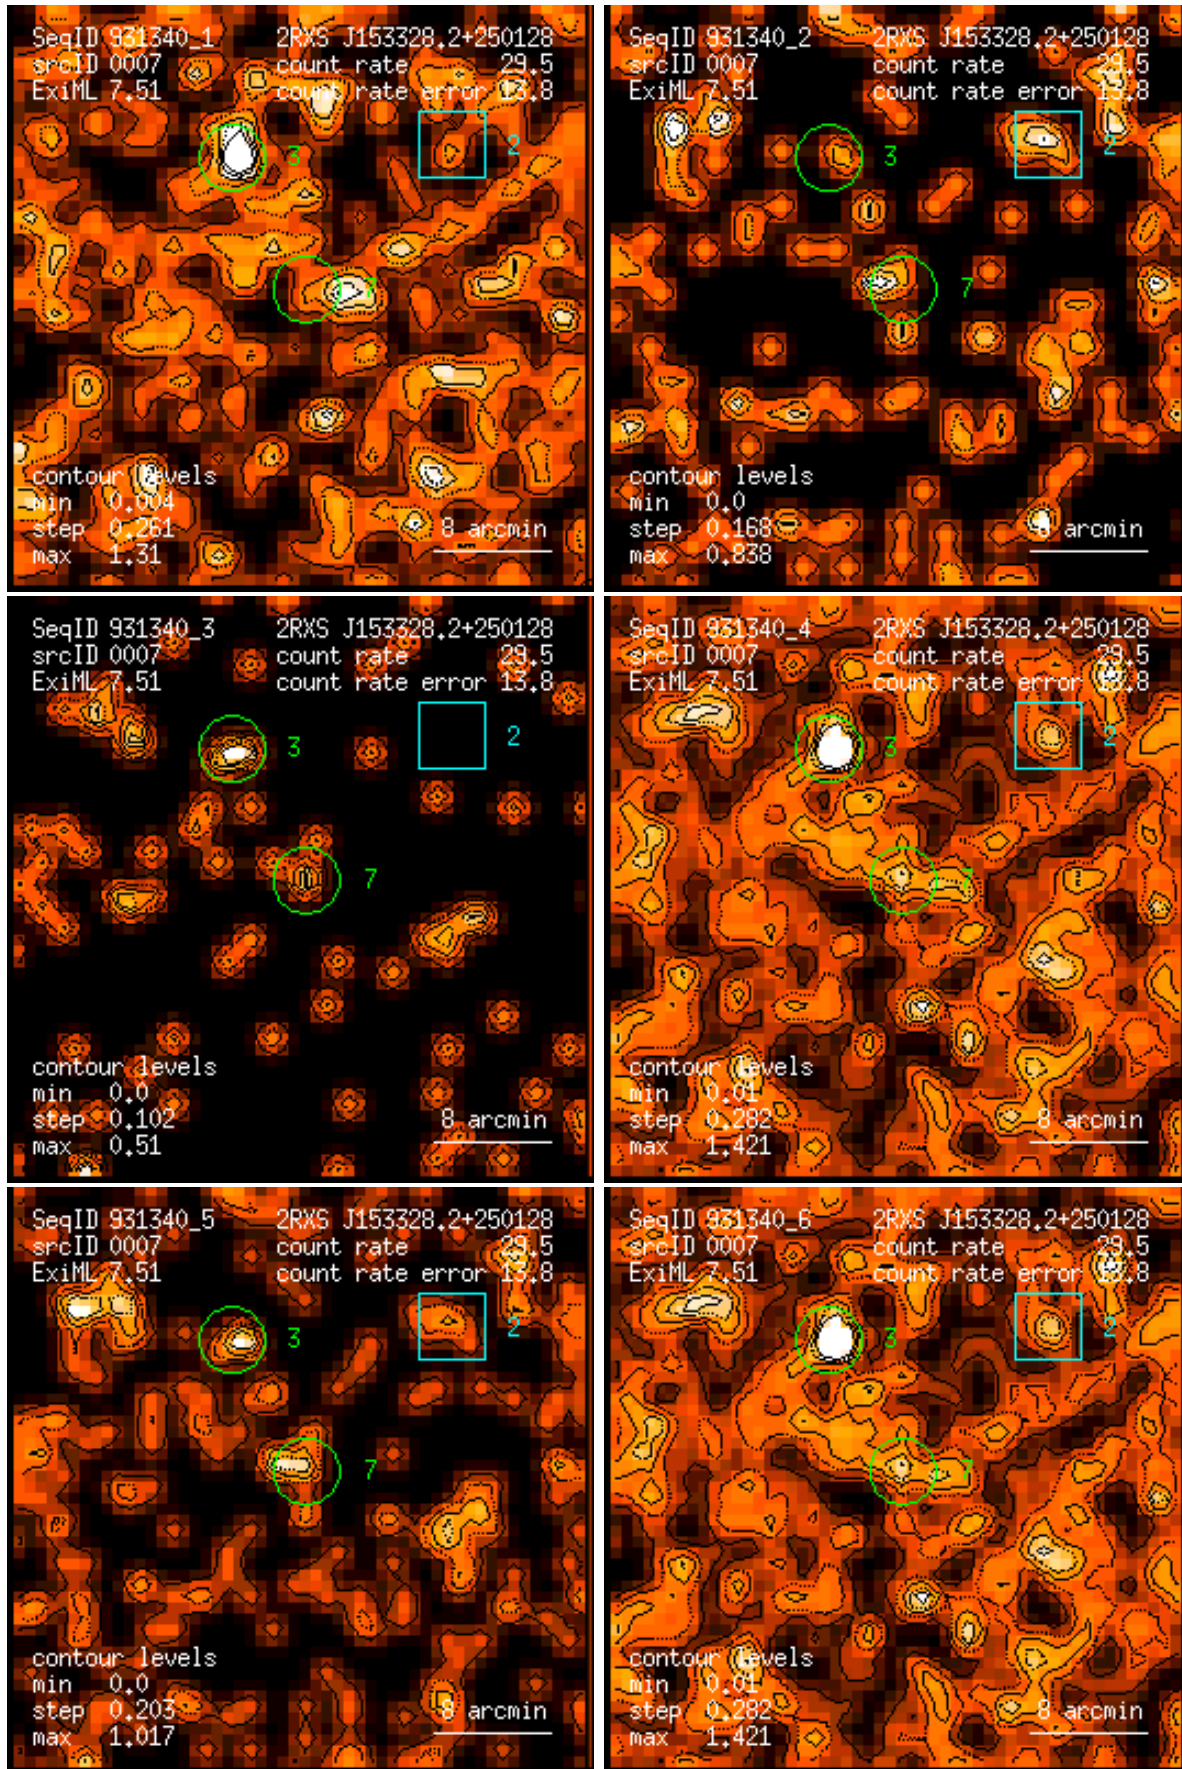 SeqID 931340_1 2RXS J153328.2+250128
srcID 0007 count rate 29.5
ExiML 7.51 count rate error 13.8
3
2
7
contour levels
min 0.004
step 0.261
max 1.31
8 arcmin
SeqID 931340_2 2RXS J153328.2+250128
srcID 0007 count rate 29.5
ExiML 7.51 count rate error 13.8
3
2
7
contour levels
min 0.0
step 0.168
max 0.838
8 arcmin
SeqID 931340_3 2RXS J153328.2+250128
srcID 0007 count rate 29.5
ExiML 7.51 count rate error 13.8
3
2
7
contour levels
min 0.0
step 0.102
max 0.51
8 arcmin
SeqID 931340_4 2RXS J153328.2+250128
srcID 0007 count rate 29.5
ExiML 7.51 count rate error 13.8
3
2
7
contour levels
min 0.01
step 0.282
max 1.421
8 arcmin
SeqID 931340_5 2RXS J153328.2+250128
srcID 0007 count rate 29.5
ExiML 7.51 count rate error 13.8
3
2
7
contour levels
min 0.0
step 0.203
max 1.017
8 arcmin
SeqID 931340_6 2RXS J153328.2+250128
srcID 0007 count rate 29.5
ExiML 7.51 count rate error 13.8
3
2
7
contour levels
min 0.01
step 0.282
max 1.421
8 arcmin